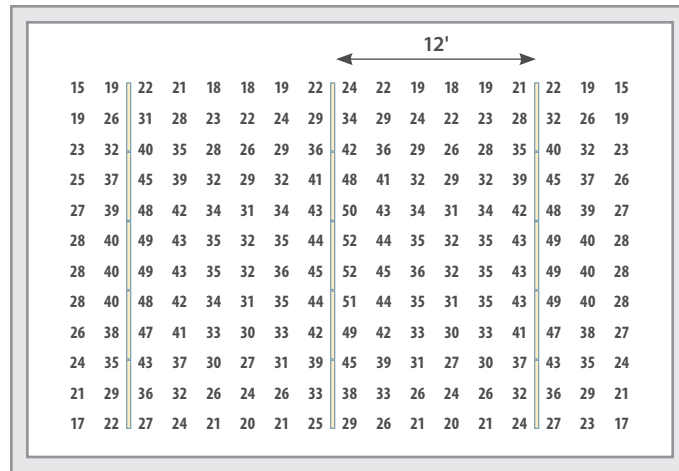 12'
15 19 22 21 18 18 19 22 24 22 19 18 19 21 22 19 15
19 26 31 28 23 22 24 29 34 29 24 22 23 28 32 26 19
23 32 40 35 28 26 29 36 42 36 29 26 28 35 40 32 23
25 37 45 39 32 29 32 41 48 41 32 29 32 39 45 37 26
27 39 48 42 34 31 34 43 50 43 34 31 34 42 48 39 27
28 40 49 43 35 32 35 44 52 44 35 32 35 43 49 40 28
28 40 49 43 35 32 36 45 52 45 36 32 35 43 49 40 28
28 40 48 42 34 31 35 44 51 44 35 31 35 43 49 40 28
26 38 47 41 33 30 33 42 49 42 33 30 33 41 47 38 27
24 35 43 37 30 27 31 39 45 39 31 27 30 37 43 35 24
21 29 36 32 26 24 26 33 38 33 26 24 26 32 36 29 21
17 22 27 24 21 20 21 25 29 26 21 20 21 24 27 23 17